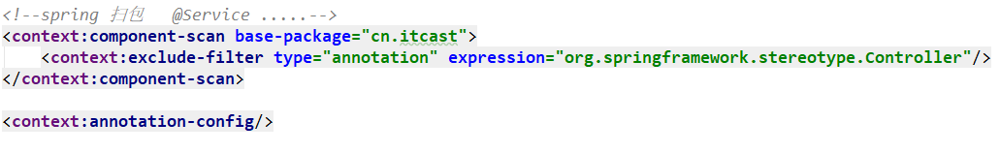 <!--spring 扫包   @Service .....-->
<context:component-scan base-package="cn.itcast">
    <context:exclude-filter type="annotation" expression="org.springframework.stereotype.Controller"/>
</context:component-scan>
<context:annotation-config/>